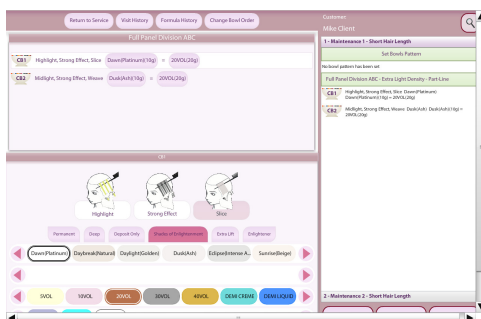 Return to Service
Visit History
Formula History
Change Bowl Order
Customer
Mike Client
Full Panel Division ABC
CB1 Highlight, Strong Effect, Slice Dawn(Platinum)(10g) = 20VOL(20g)
CB2 Midlight, Strong Effect, Weave Dusk(Ash)(10g) = 20VOL(20g)
1 - Maintenance 1 - Short Hair Length
Set Bowls Pattern
No bowl pattern has been set
Full Panel Division ABC - Extra Light Density - Part-Line
CB1 Highlight, Strong Effect, Slice Dawn(Platinum)
Dawn(Platinum)(10g) = 20VOL(20g)
CB2 Midlight, Strong Effect, Weave Dusk(Ash) Dusk(Ash)(10g) =
20VOL(20g)
CB1
Highlight
Strong Effect
Slice
Permanent
Deep
Deposit Only
Shades of Enlightenment
Extra Lift
Enlightener
Dawn(Platinum)
Daybreak(Natural)
Daylight(Golden)
Dusk(Ash)
Eclipse(Intense A...
Sunrise(Beige)
5VOL
10VOL
20VOL
30VOL
40VOL
DEMI CREME
DEMI LIQUID
2 - Maintenance 2 - Short Hair Length